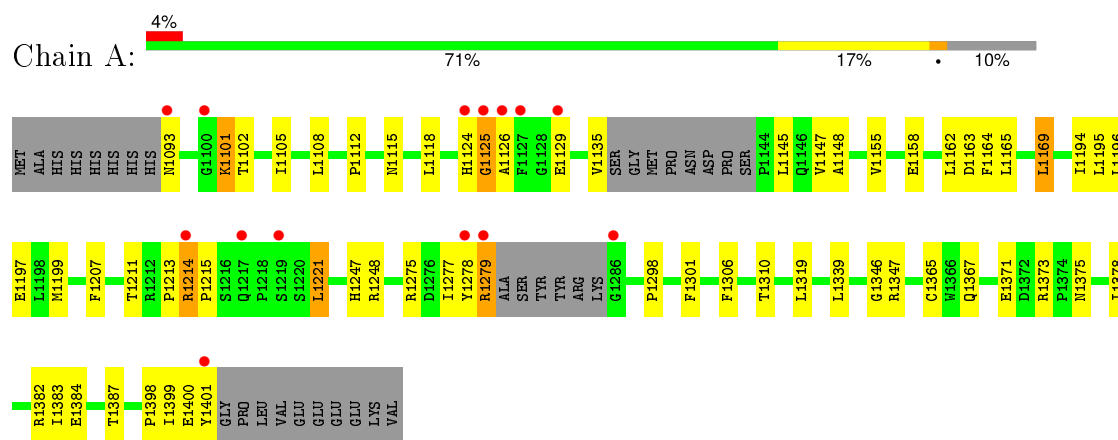 4%
Chain A: 71% 17% • 10%
MET ALA HIS HIS HIS HIS HIS HIS HIS N1093 G1100 K1101 T1102 I1105 L1108 P1112 N1115 L1118 H1124 G1125 A1126 F1127 G1128 E1129 V1135 SER GLY MET PRO ASN ASP PRO SER P1144 L1145 Q1146 V1147 A1148 V1155 E1158 L1162 D1163 F1164 L1165 L1169 I1194 L1195 L1196
E1197 L1198 M1199 F1207 T1211 R1212 P1213 R1214 P1215 S1216 Q1217 P1218 S1219 S1220 L1221 H1247 R1248 R1275 D1276 I1277 Y1278 R1279 ALA SER TYR TYR ARG LYS G1286 P1298 F1301 F1306 T1310 L1319 L1339 G1346 R1347 C1365 W1366 Q1367 E1371 D1372 R1373 P1374 N1375 I1378
R1382 I1383 E1384 T1387 P1398 I1399 E1400 Y1401 GLY PRO LEU VAL GLU GLU GLU GLU LYS VAL